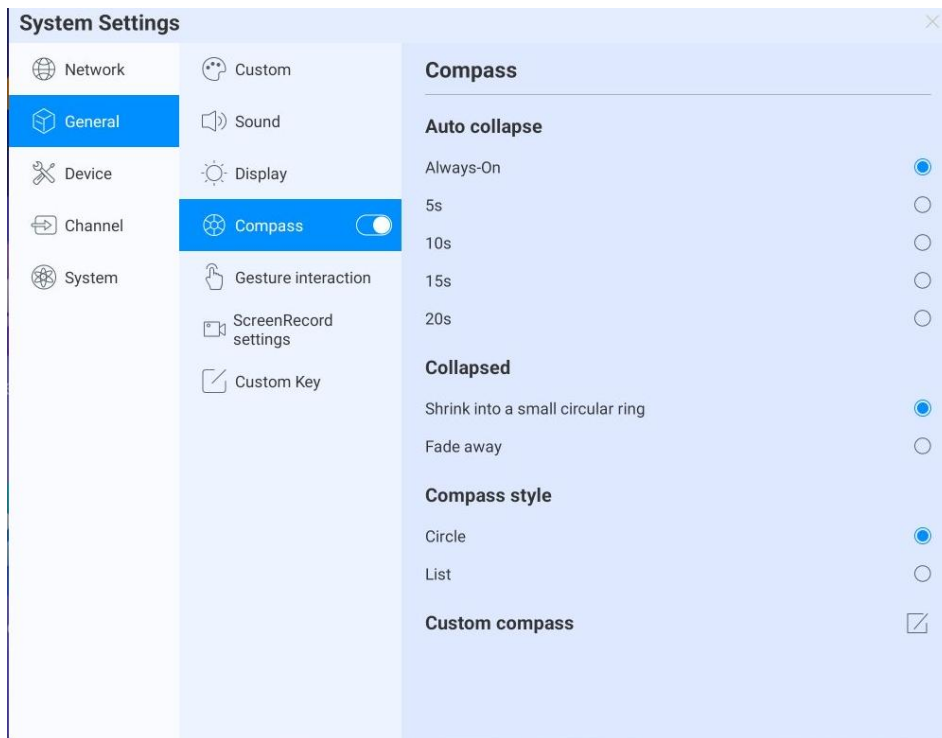 System Settings
Network
General
Device
Channel
System
Custom
Sound
Display
Compass
Gesture interaction
ScreenRecord
settings
Custom Key
Compass
Auto collapse
Always-On
5s
10s
15s
20s
Collapsed
Shrink into a small circular ring
Fade away
Compass style
Circle
List
Custom compass